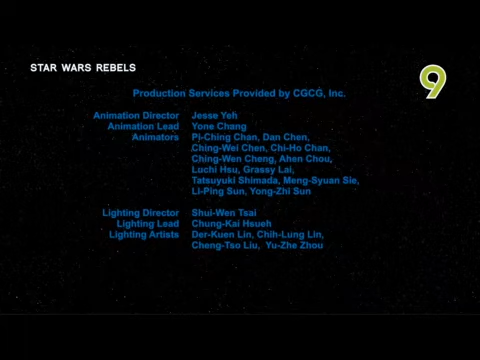 STAR WARS REBELS
9
Production Services Provided by CGCG, Inc.
Animation Director Jesse Yeh
Animation Lead Yone Chang
Animators Pi-Ching Chan, Dan Chen,
Ching-Wei Chen, Chi-Ho Chan,
Ching-Wen Cheng, Ahen Chou,
Luchi Hsu, Grassy Lai,
Tatsuyuki Shimada, Meng-Syuan Sie,
Li-Ping Sun, Yong-Zhi Sun
Lighting Director Shui-Wen Tsai
Lighting Lead Chung-Kai Hsueh
Lighting Artists Der-Kuen Lin, Chih-Lung Lin,
Cheng-Tso Liu, Yu-Zhe Zhou